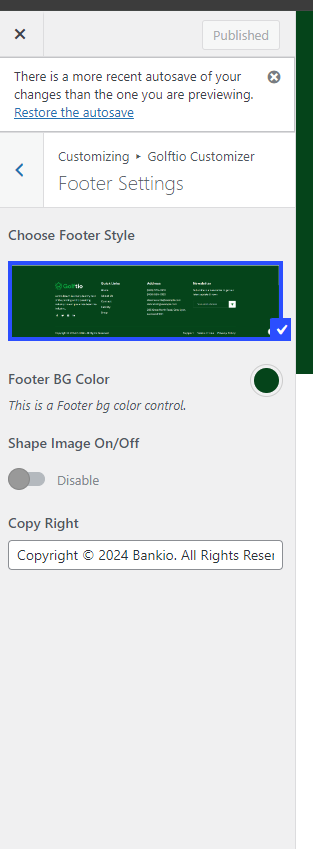 Published
There is a more recent autosave of your
changes than the one you are previewing.
Restore the autosave
Customizing ▸ Golftio Customizer
Footer Settings
Choose Footer Style
Golftio
Quick Links
Address
Newsletter
Footer BG Color
This is a Footer bg color control.
Shape Image On/Off
Disable
Copy Right
Copyright © 2024 Bankio. All Rights Reser